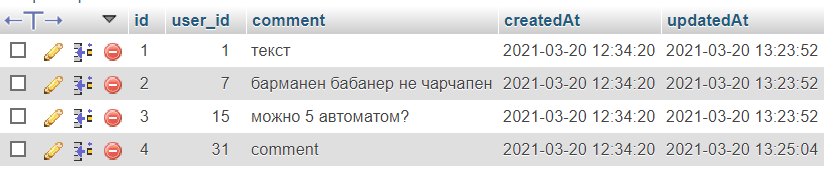 id user_id comment createdAt updatedAt
1 1 текст 2021-03-20 12:34:20 2021-03-20 13:23:52
2 7 барманен бабанер не чарчапен 2021-03-20 12:34:20 2021-03-20 13:23:52
3 15 можно 5 автоматом? 2021-03-20 12:34:20 2021-03-20 13:23:52
4 31 comment 2021-03-20 12:34:20 2021-03-20 13:25:04